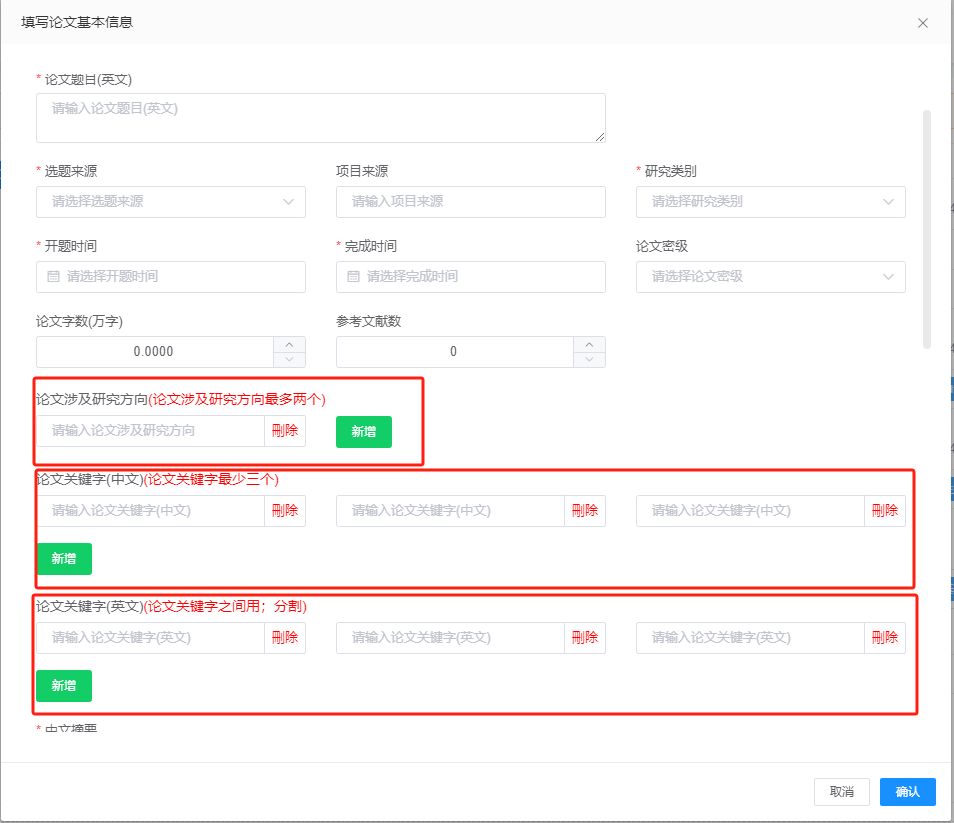 填写论文基本信息
* 论文题目(英文)
请输入论文题目(英文)
* 选题来源 项目来源 * 研究类别
请选择选题来源 请输入项目来源 请选择研究类别
* 开题时间 * 完成时间 论文密级
请选择开题时间 请选择完成时间 请选择论文密级
论文字数(万字) 参考文献数
0.0000 0
论文涉及研究方向(论文涉及研究方向最多两个)
请输入论文涉及研究方向 刪除 新增
论文关键字(中文)(论文关键字最少三个)
请输入论文关键字(中文) 刪除 请输入论文关键字(中文) 刪除 请输入论文关键字(中文) 刪除
新增
论文关键字(英文)(论文关键字之间用；分割)
请输入论文关键字(英文) 刪除 请输入论文关键字(英文) 刪除 请输入论文关键字(英文) 刪除
新增
* 中文摘要
取消 确认